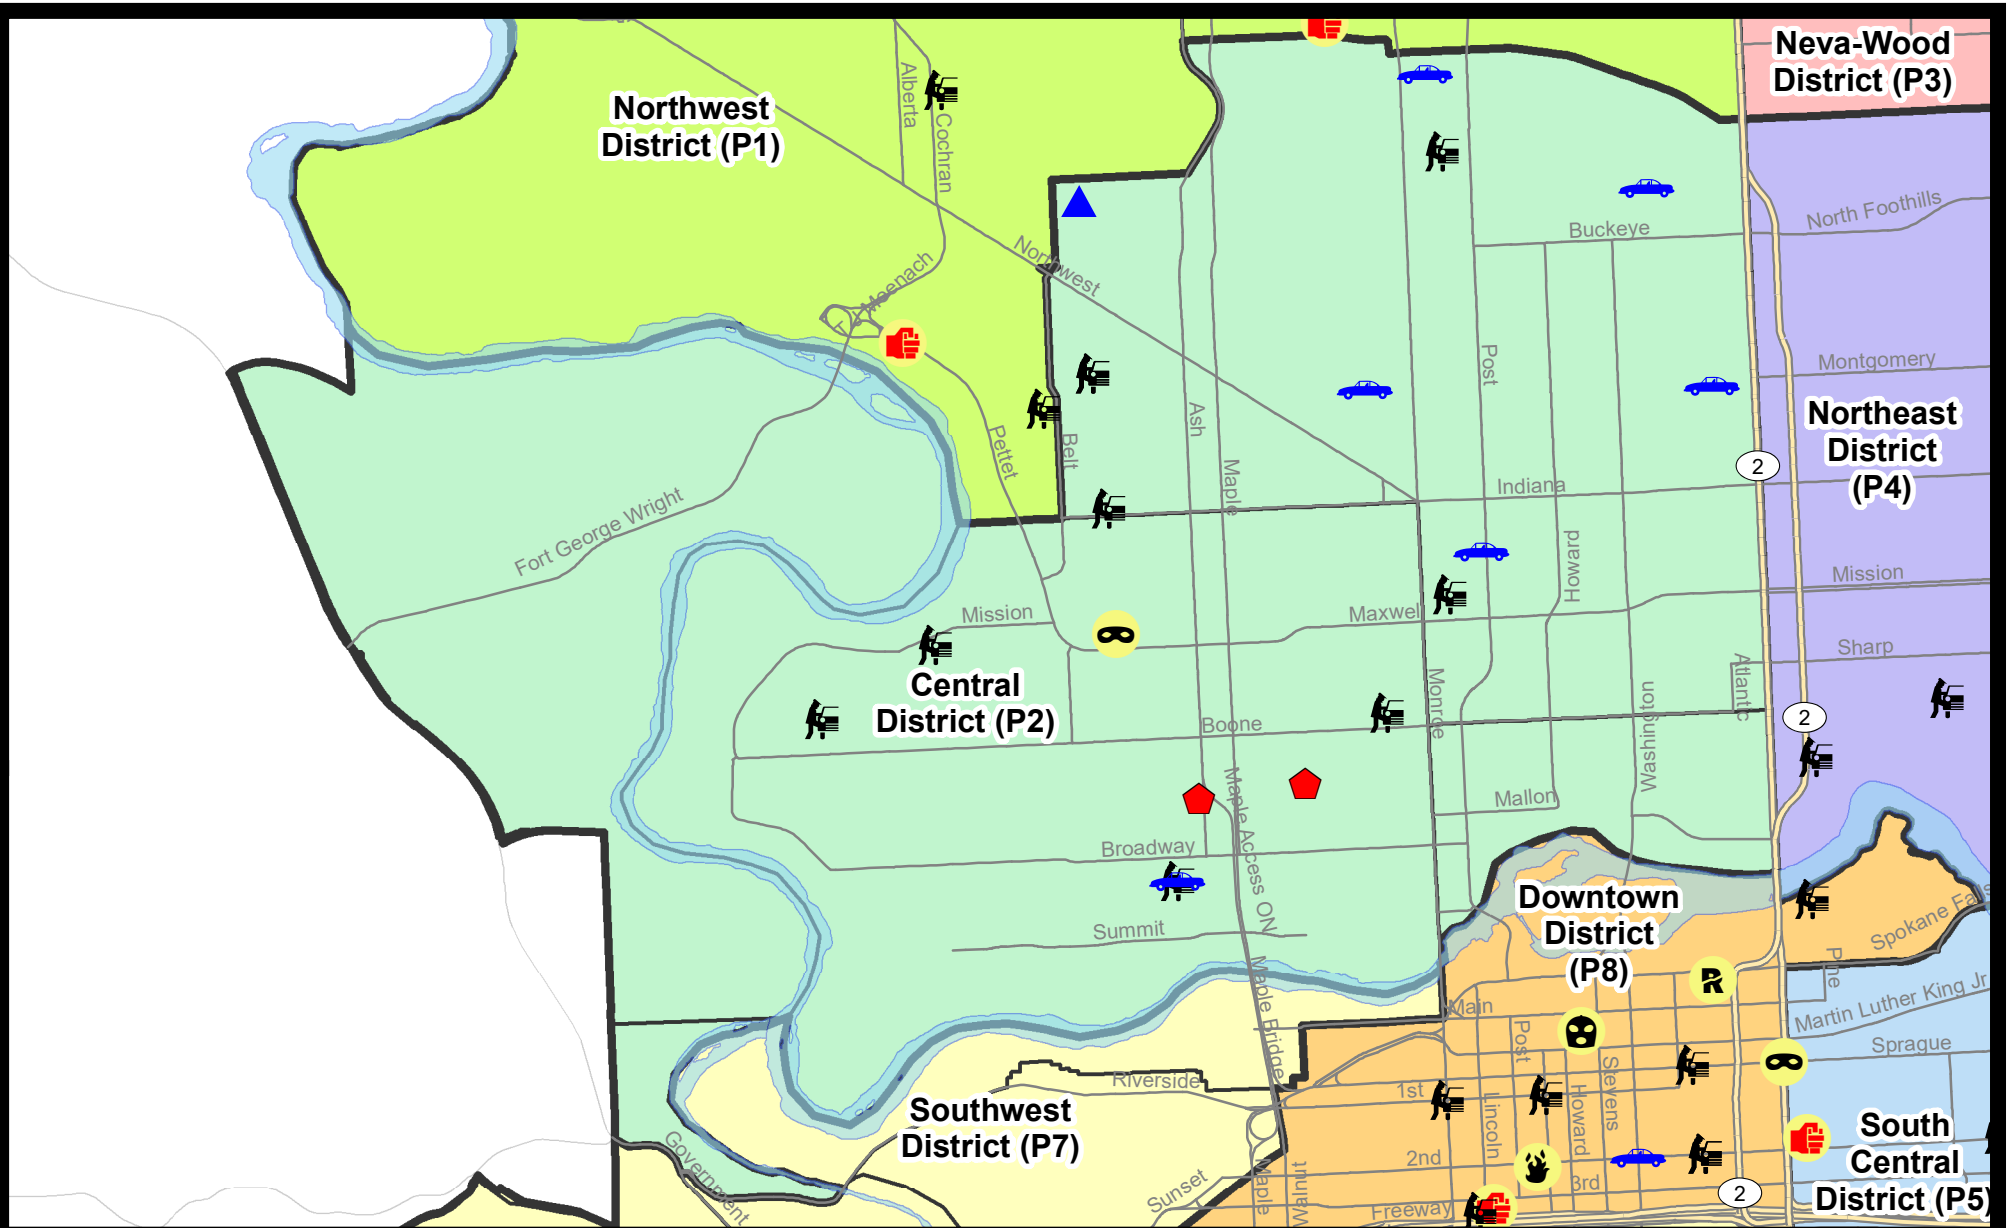 Neva-Wood
District (P3)
Northwest
District (P1)
Alberta
Cochran
North Foothills
Buckeye
Northwest
T J Meenach
Post
Montgomery
Northeast
District
(P4)
Ash
Belt
Pettet
Maple
2
Indiana
Fort George Wright
Howard
Mission
Mission
Maxwel
Sharp
Central
District (P2)
Monroe
Atlantic
Washington
Boone
2
Maple Access ON
Mallon
Broadway
Downtown
District
(P8)
Summit
Spokane Fa
Pine
Maple Bridge
Main
Martin Luther King Jr
Post
Sprague
Stevens
Riverside
1st
Lincoln
Howard
Southwest
District (P7)
South
Central
District (P5)
Government
2nd
3rd
2
Sunset
Maple
Walnut
Freeway